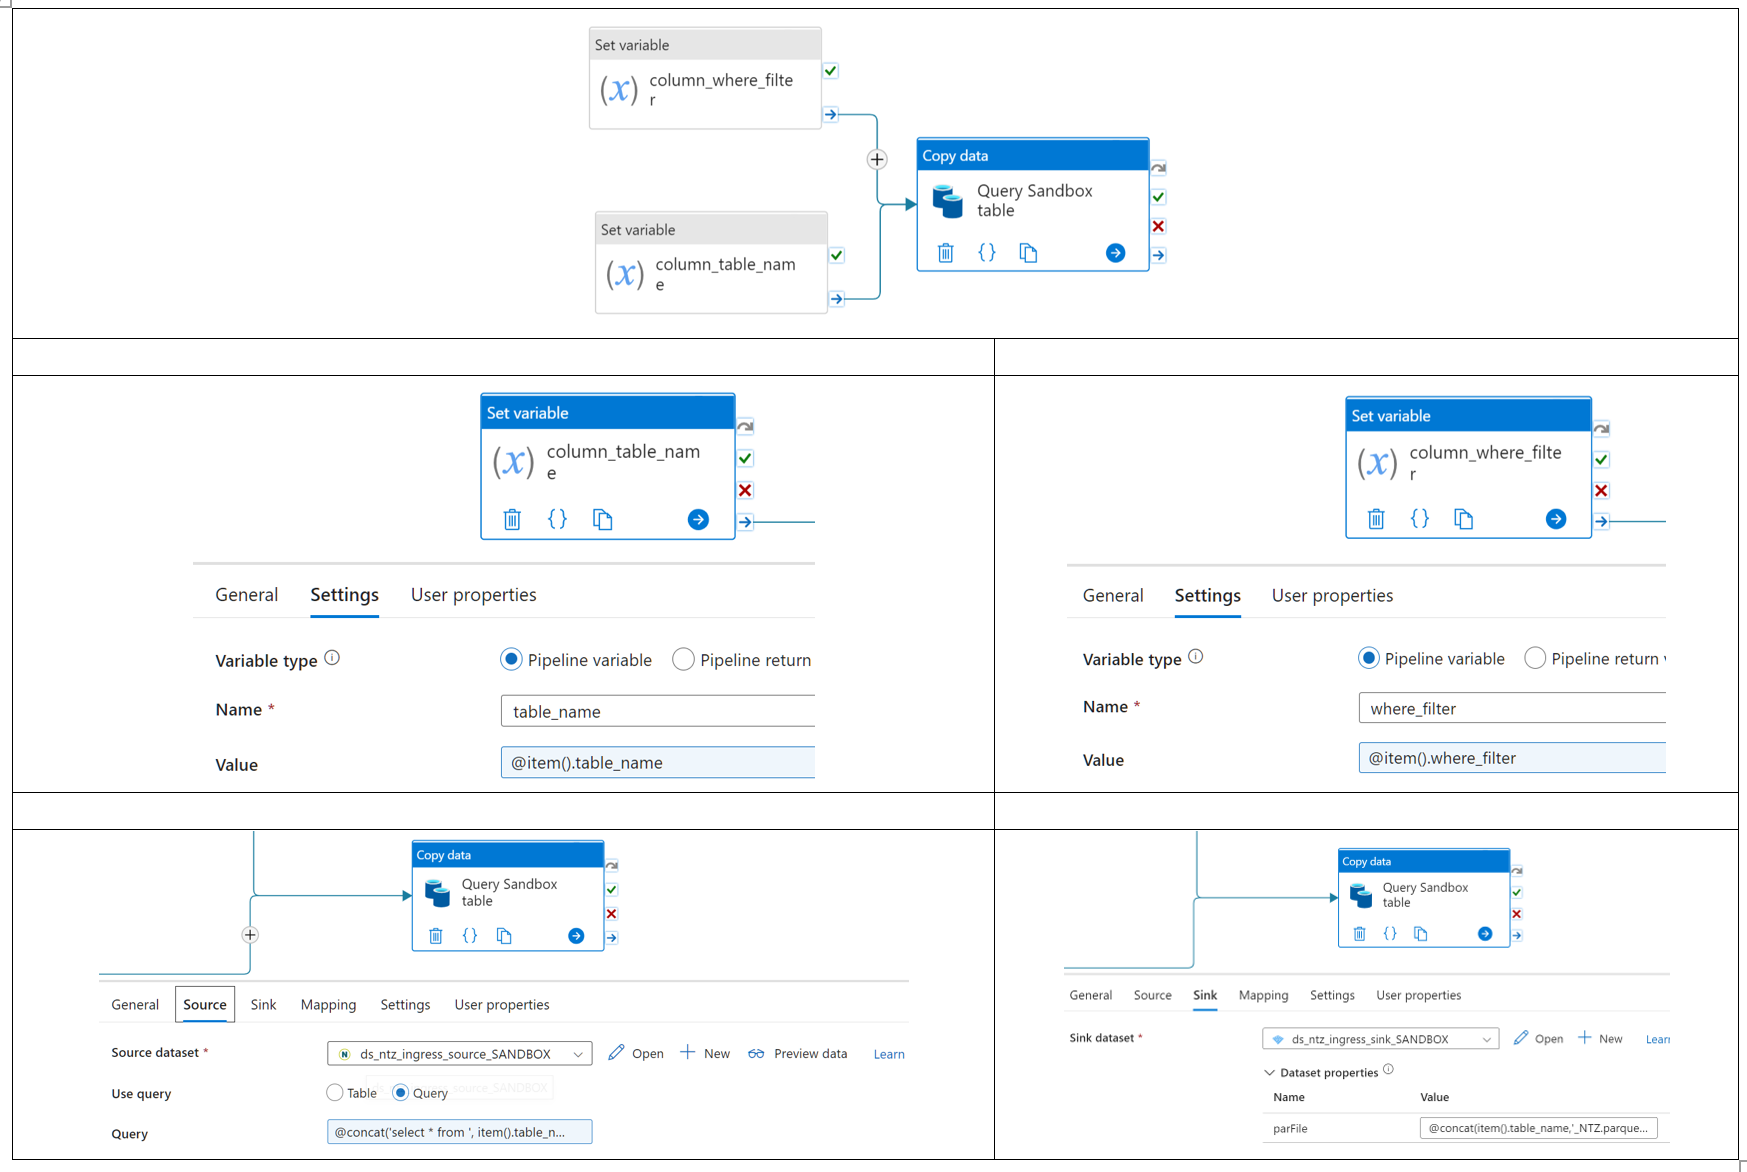 Set variable
(x) column_where_filte
r
Copy data
Query Sandbox
table
Set variable
(x) column_table_nam
e
Set variable
(x) column_table_nam
e
General Settings User properties
Variable type
Pipeline variable Pipeline return
Name *
table_name
Value
@item().table_name
Set variable
(x) column_where_filte
r
General Settings User properties
Variable type
Pipeline variable Pipeline return
Name *
where_filter
Value
@item().where_filter
Copy data
Query Sandbox
table
General Source Sink Mapping Settings User properties
Source dataset *
N ds_ntz_ingress_source_SANDBOX
Open New Preview data Learn
Use query
Table Query
ds_ntz_ingress_source_SANDBOX
Query
@concat('select * from ', item().table_n...
Copy data
Query Sandbox
table
General Source Sink Mapping Settings User properties
Sink dataset *
ds_ntz_ingress_sink_SANDBOX
Open New Learn
Dataset properties
Name Value
parFile @concat(item().table_name,'_NTZ.parque...